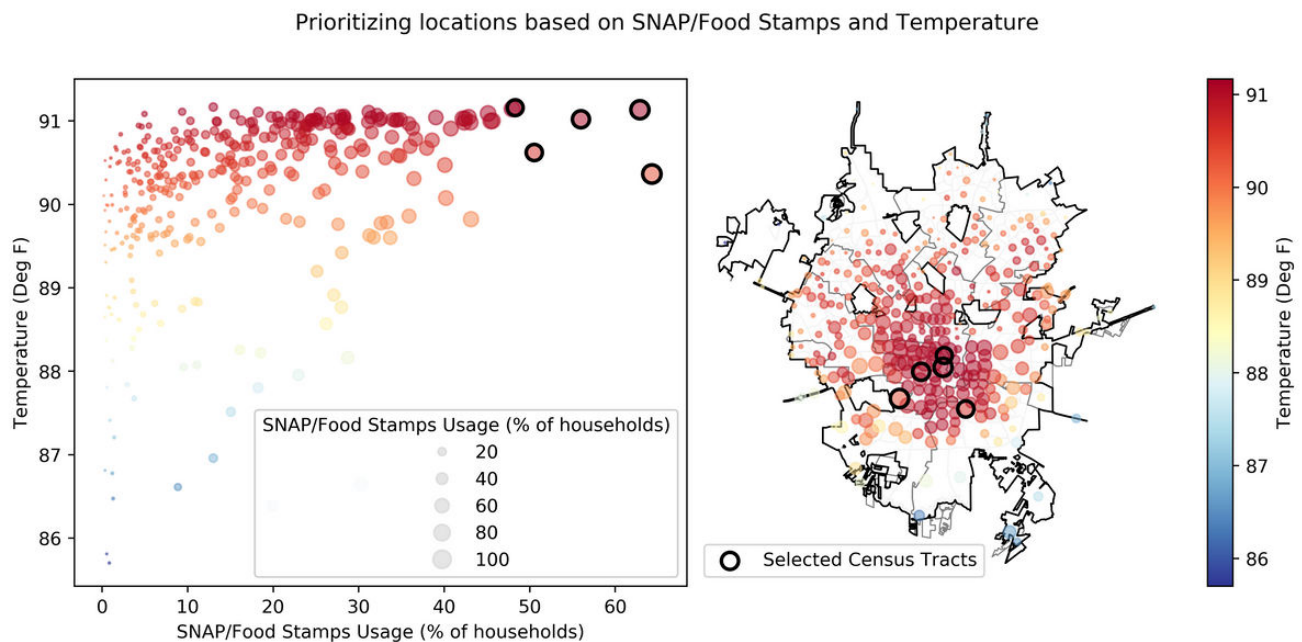 Prioritizing locations based on SNAP/Food Stamps and Temperature
91
90
89
88
87
86
Temperature (Deg F)
0 10 20 30 40 50 60
SNAP/Food Stamps Usage (% of households)
SNAP/Food Stamps Usage (% of households)
20
40
60
80
100
Selected Census Tracts
91
90
89
88
87
86
Temperature (Deg F)